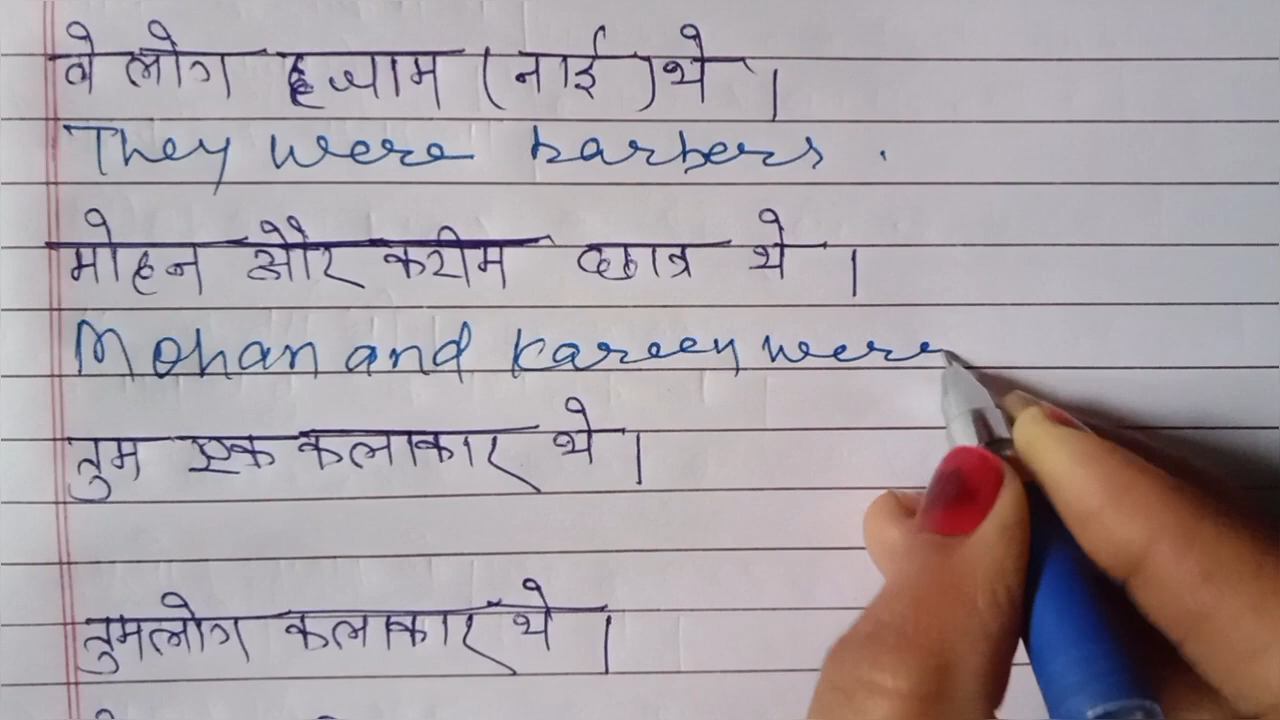 वे लोग हजाम (नाई) थे ।
They were barbers .
मोहन और करीम छात्र थे ।
Mohan and Kareem were
तुम एक कलाकार थे ।
तुमलोग कलाकार थे ।